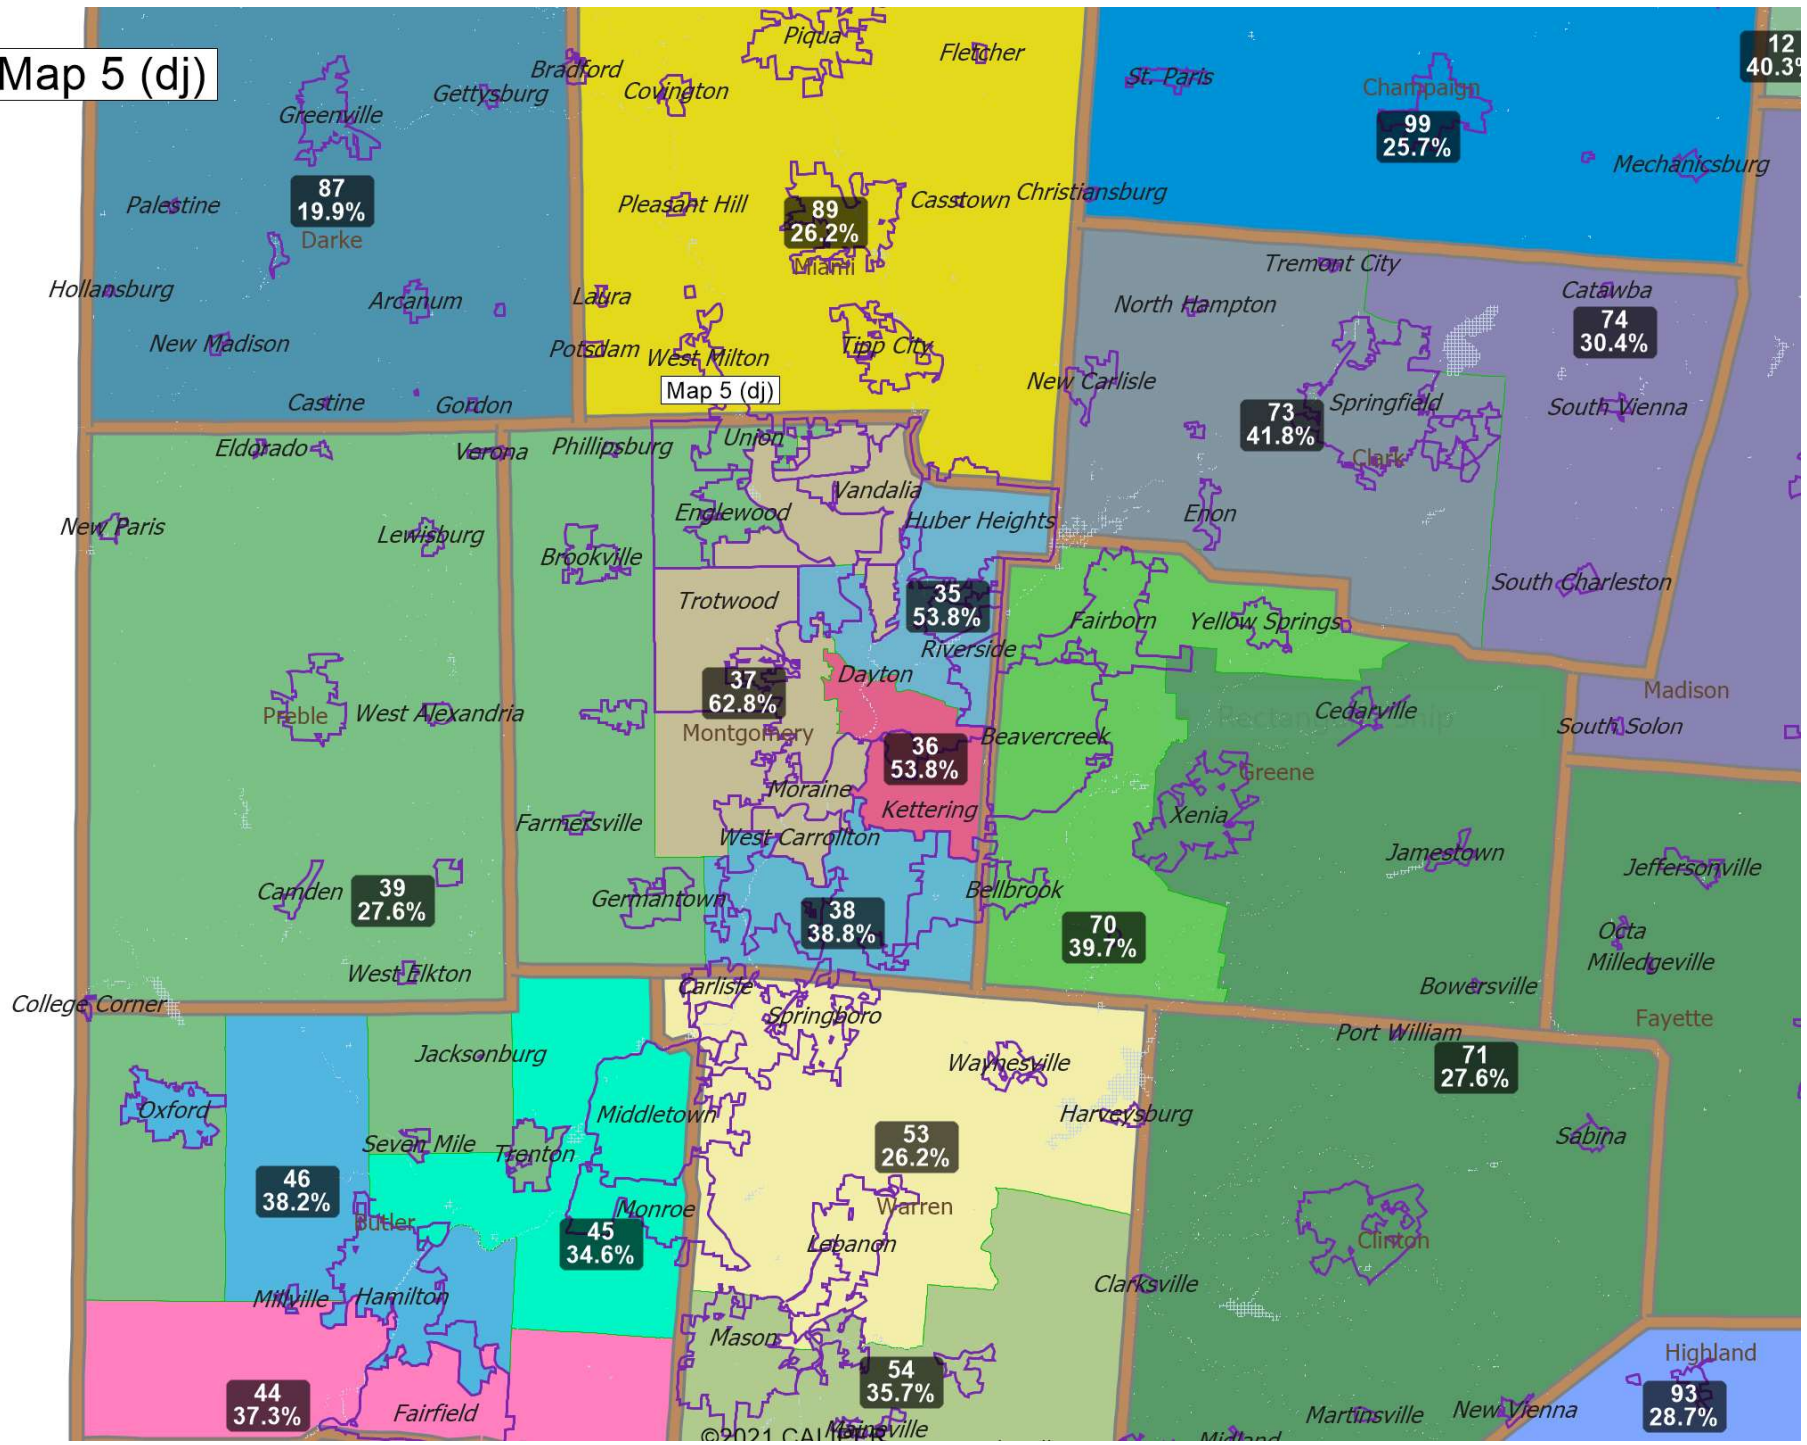 Map 5 (dj)
Piqua
Fletcher
12
40.3%
Bradford
Gettysburg
Covington
St. Paris
Champaign
Greenville
99
25.7%
Mechanicsburg
87
19.9%
Palestine
Darke
Pleasant Hill
89
26.2%
Miami
Casstown
Christiansburg
Tremont City
Hollansburg
Arcanum
Laura
North Hampton
Catawba
74
30.4%
New Madison
Potsdam
West Milton
Tipp City
Map 5 (dj)
New Carlisle
Castine
Gordon
73
41.8%
Springfield
South Vienna
Clark
Eldorado
Verona
Phillipsburg
Union
Vandalia
New Paris
Lewisburg
Englewood
Huber Heights
Enon
Brookville
South Charleston
Trotwood
35
53.8%
Fairborn
Yellow Springs
Riverside
Dayton
37
62.8%
Preble
West Alexandria
Montgomery
Madison
Cedarville
South Solon
36
53.8%
Beavercreek
Greene
Moraine
Kettering
Xenia
Farmersville
West Carrollton
Jamestown
Jeffersonville
Camden
39
27.6%
Germantown
Bellbrook
38
38.8%
70
39.7%
Octa
Milledgeville
West Elkton
Carlisle
Bowersville
College Corner
Springboro
Fayette
Port William
Jacksonburg
Waynesville
71
27.6%
Oxford
Middletown
Harveysburg
Seven Mile
Trenton
53
26.2%
Sabina
46
38.2%
Butler
Monroe
Warren
45
34.6%
Lebanon
Clinton
Millville
Hamilton
Clarksville
Mason
Highland
54
35.7%
44
37.3%
Fairfield
93
28.7%
Martinsville
New Vienna
Maineville
©2021 CALIPER
Midland